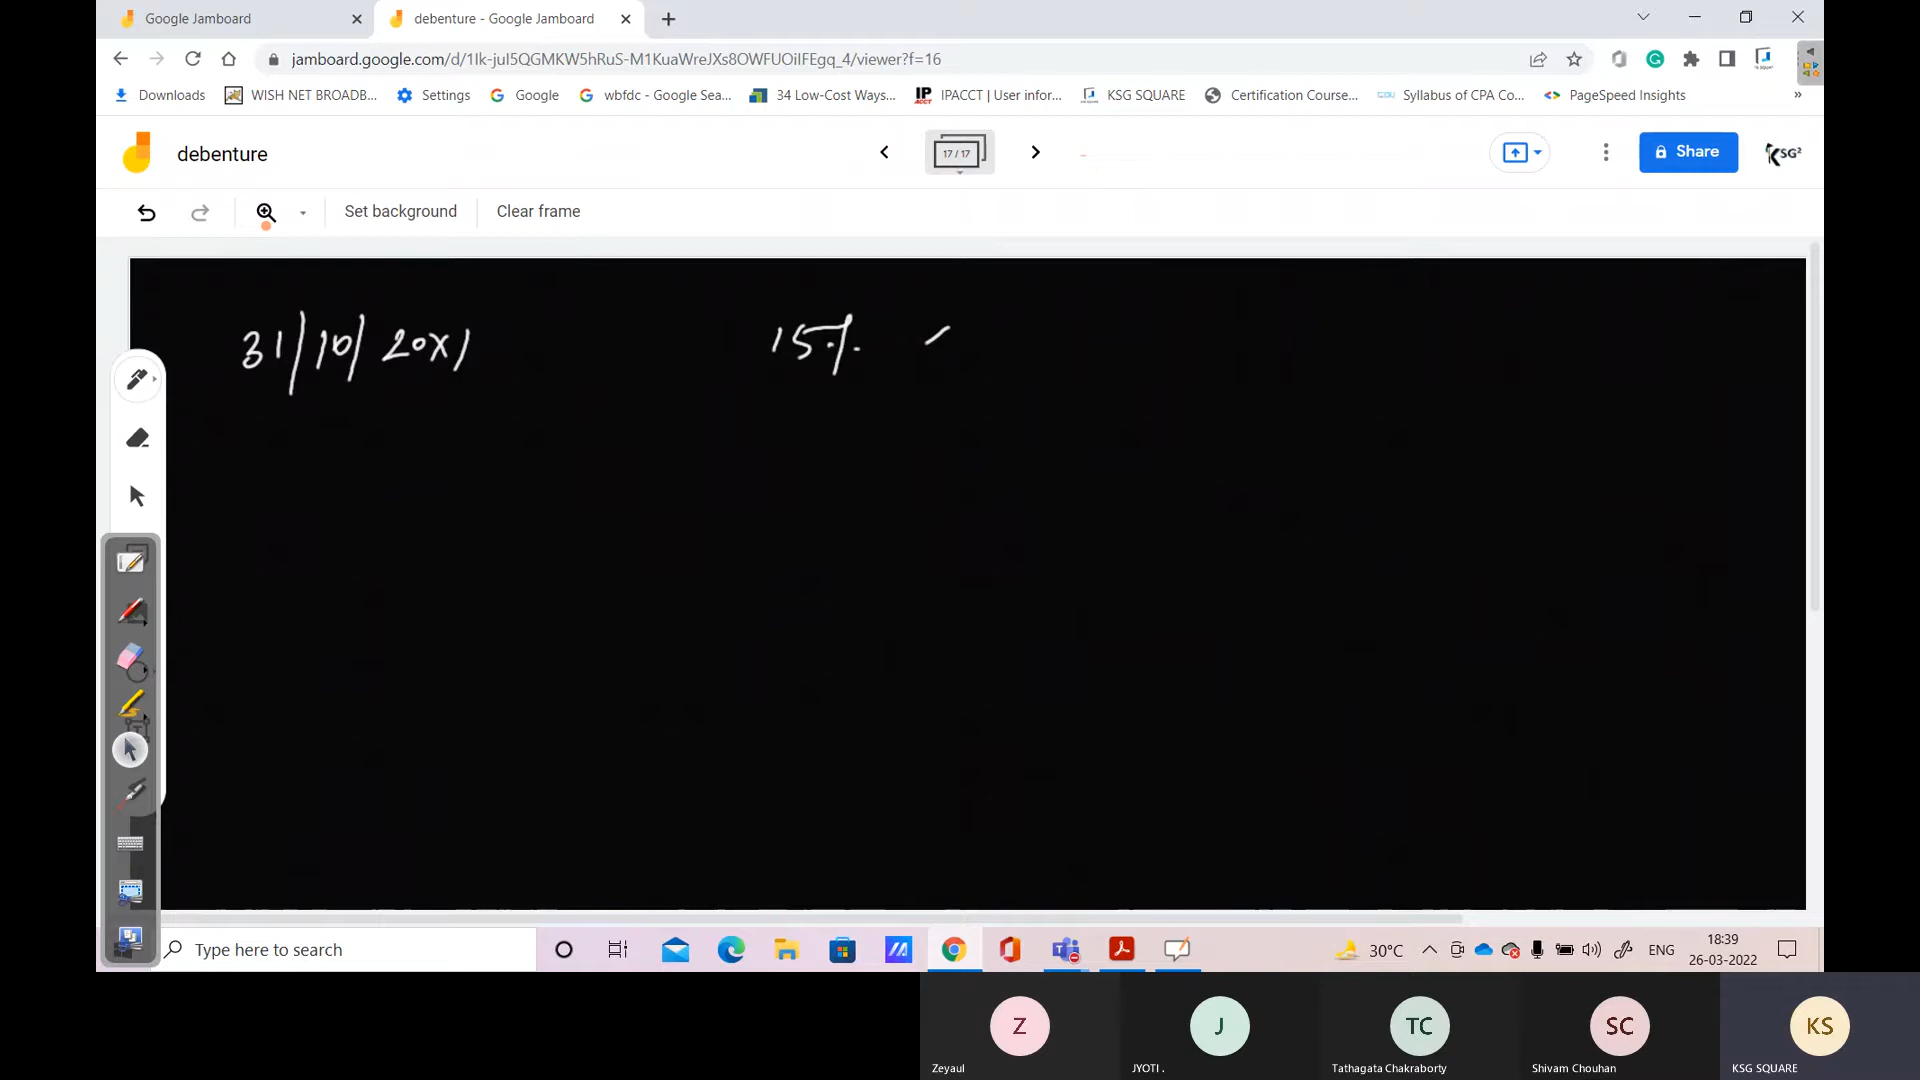 Google Jamboard
debenture - Google Jamboard
jamboard.google.com/d/1Ik-juI5QGMKW5hRuS-M1KuaWreJXs8OWFUOiIFEgq_4/viewer?f=16
Downloads WISH NET BROADB... Settings Google wbfdc - Google Sea... 34 Low-Cost Ways... IPACCT | User infor... KSG SQUARE Certification Course... Syllabus of CPA Co... PageSpeed Insights »
debenture
17 / 17
Share
KSG²
Set background Clear frame
31/10/20X1 15%
Type here to search
30°C
ENG
18:39
26-03-2022
Z J TC SC KS
Zeyaul JYOTI . Tathagata Chakraborty Shivam Chouhan KSG SQUARE